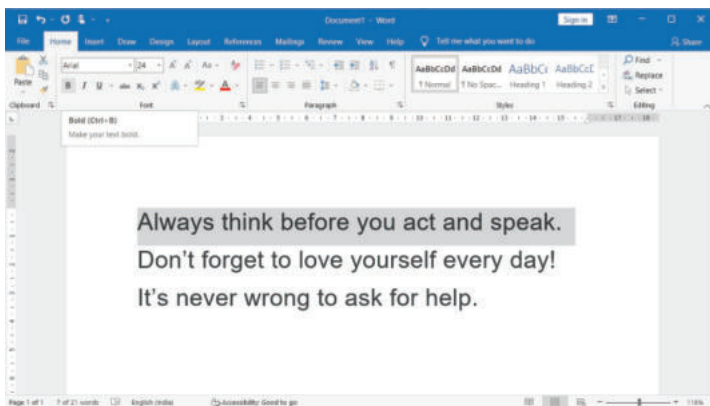 Document1 - Word
Sign in
File Home Insert Draw Design Layout References Mailings Review View Help Tell me what you want to do Share
Paste
Arial 24
AaBbCcDd AaBbCcDd AaBbCc AaBbCcC
¶ Normal ¶ No Spac... Heading 1 Heading 2
Find
Replace
Select
Clipboard Font Paragraph Styles Editing
Bold (Ctrl+B)
Make your text bold.
Always think before you act and speak.
Don't forget to love yourself every day!
It's never wrong to ask for help.
Page 1 of 1 7 of 21 words English (India) Accessibility: Good to go 118%